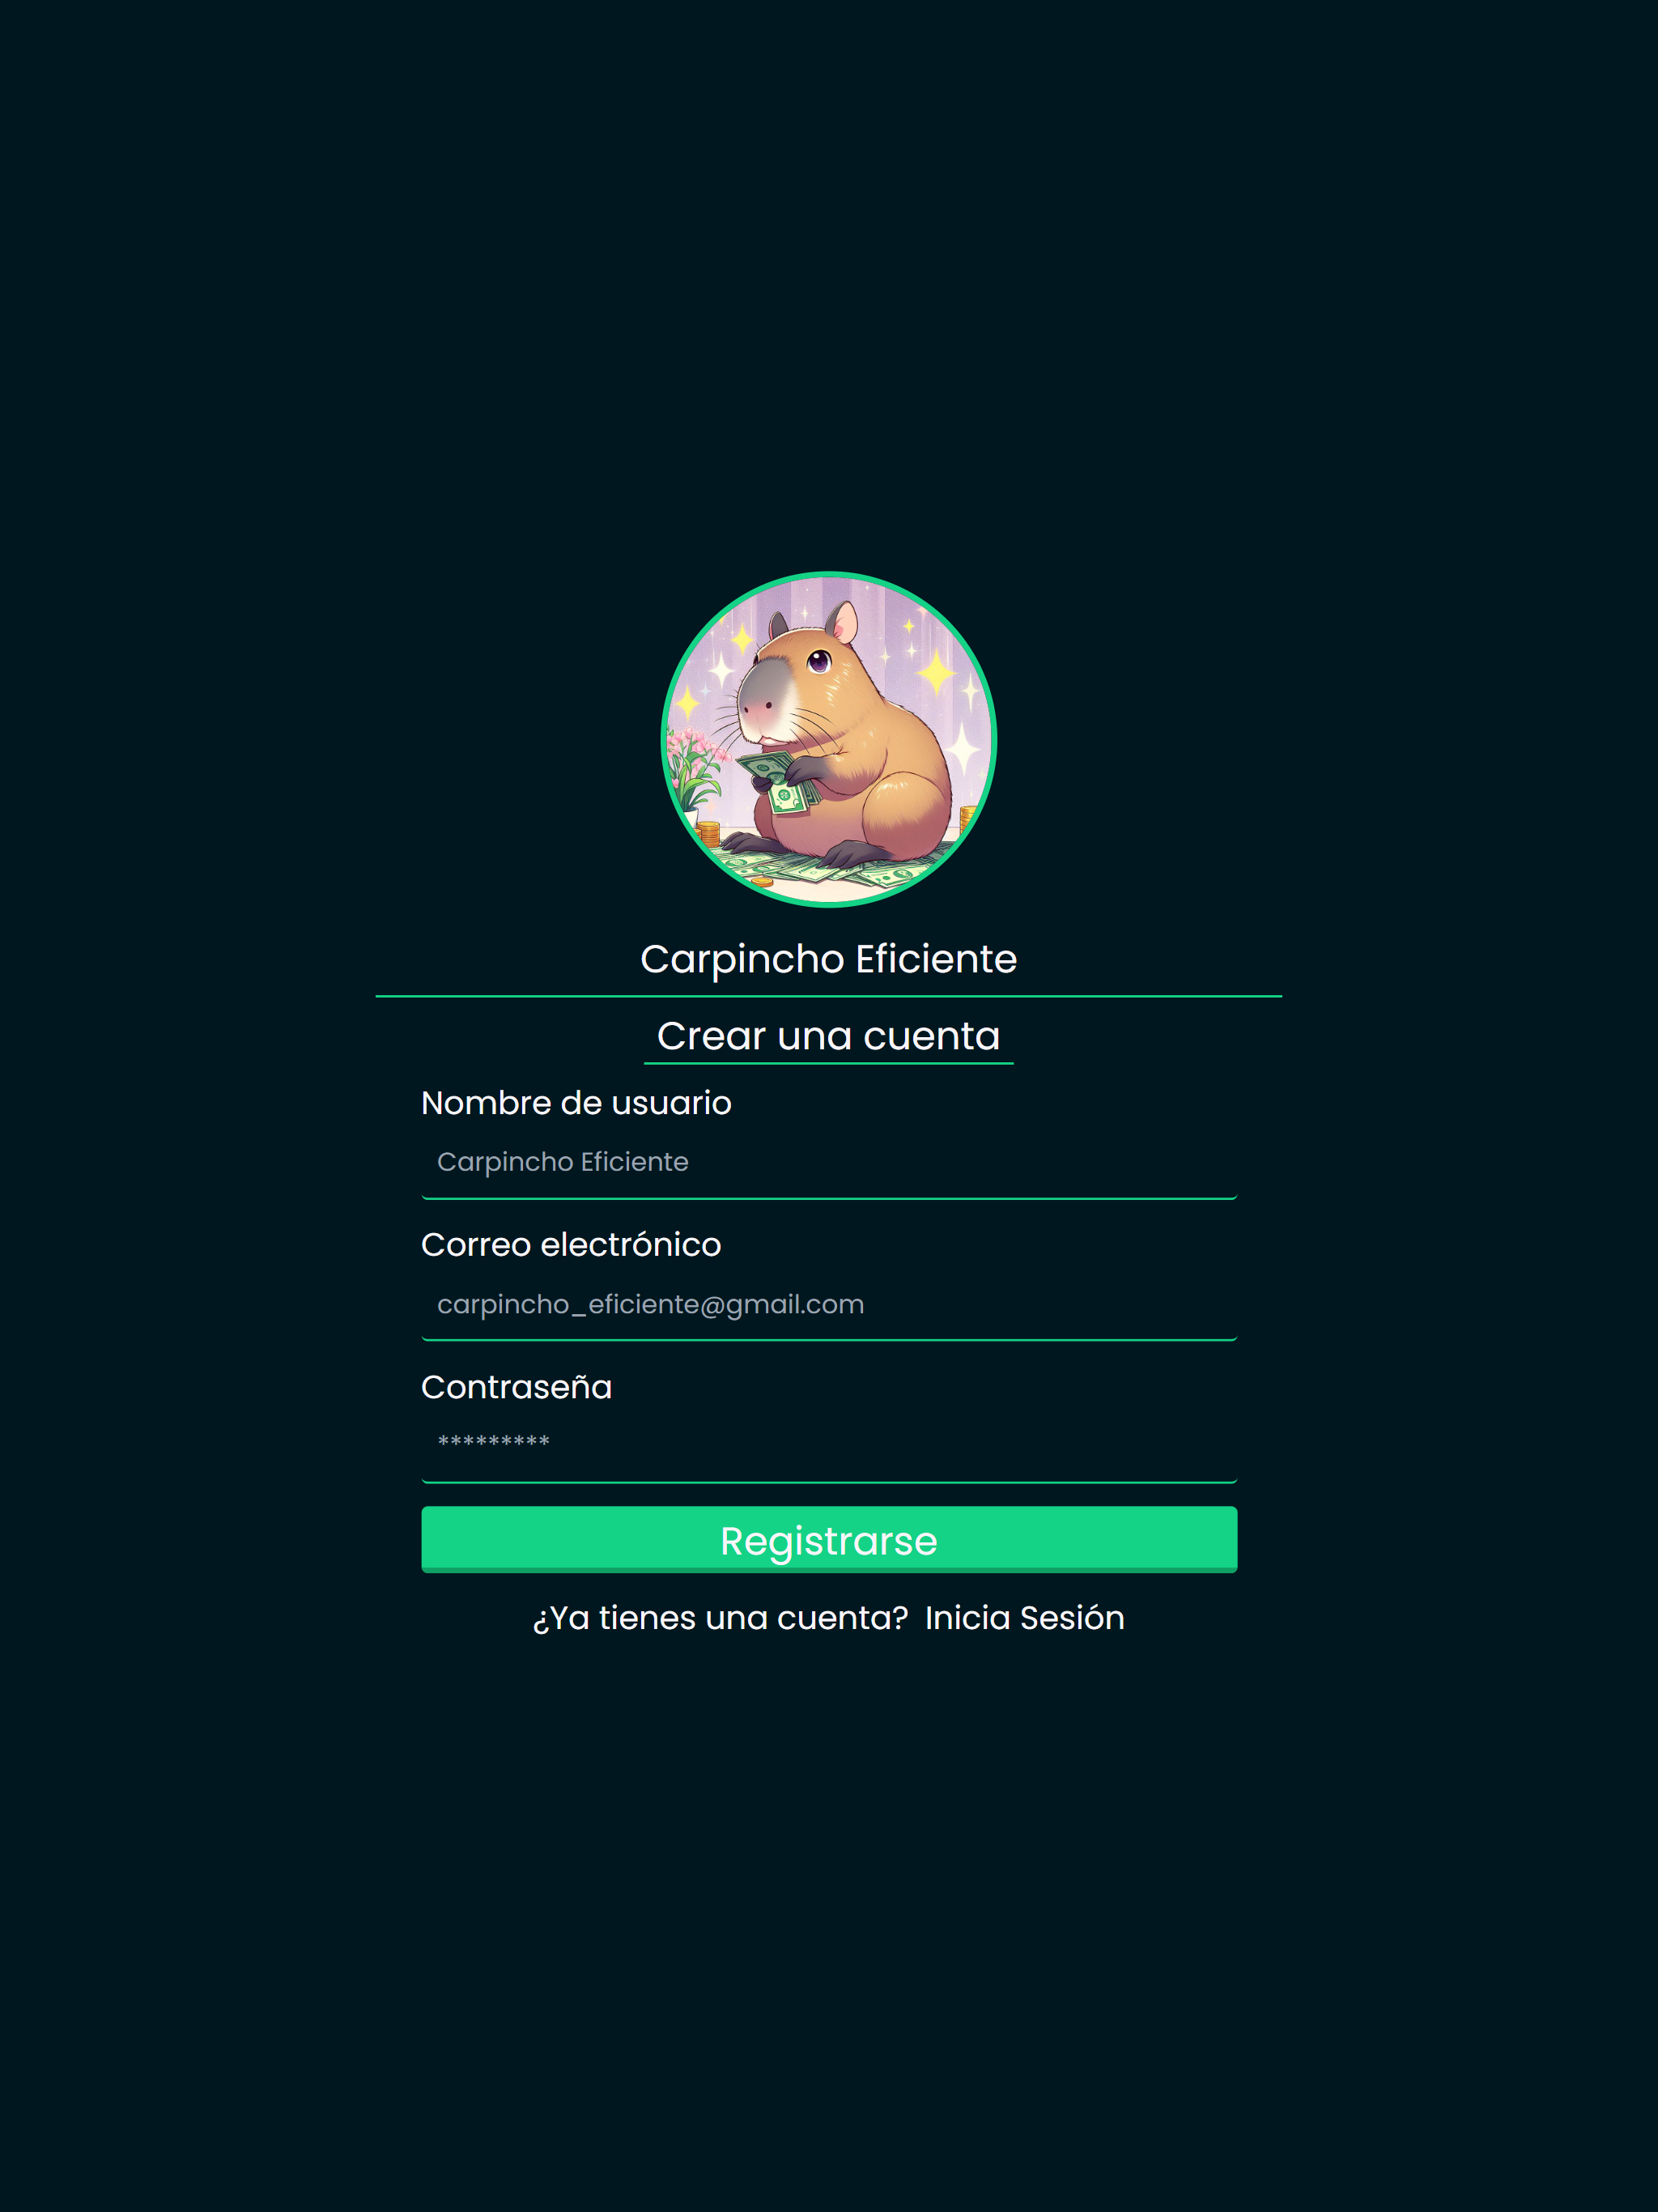 Carpincho Eficiente
Crear una cuenta
Nombre de usuario
Carpincho Eficiente
Correo electrónico
carpincho_eficiente@gmail.com
Contraseña
*********
Registrarse
¿Ya tienes una cuenta? Inicia Sesión